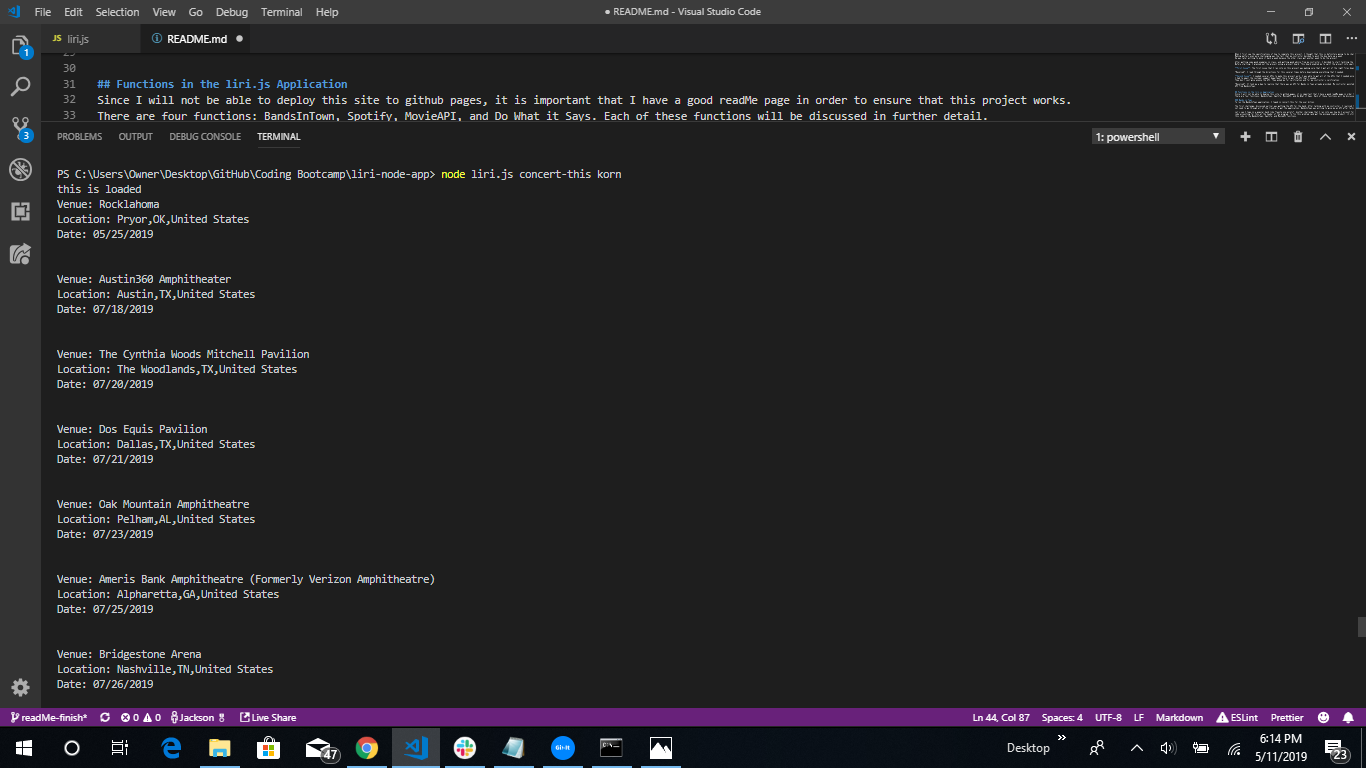 File Edit Selection View Go Debug Terminal Help
● README.md - Visual Studio Code
JS liri.js
README.md ●
1
3
30
31 ## Functions in the liri.js Application
32 Since I will not be able to deploy this site to github pages, it is important that I have a good readMe page in order to ensure that this project works.
33 There are four functions: BandsInTown, Spotify, MovieAPI, and Do What it Says. Each of these functions will be discussed in further detail.
PROBLEMS OUTPUT DEBUG CONSOLE TERMINAL
1: powershell
PS C:\Users\Owner\Desktop\GitHub\Coding Bootcamp\liri-node-app> node liri.js concert-this korn
this is loaded
Venue: Rocklahoma
Location: Pryor,OK,United States
Date: 05/25/2019
Venue: Austin360 Amphitheater
Location: Austin,TX,United States
Date: 07/18/2019
Venue: The Cynthia Woods Mitchell Pavilion
Location: The Woodlands,TX,United States
Date: 07/20/2019
Venue: Dos Equis Pavilion
Location: Dallas,TX,United States
Date: 07/21/2019
Venue: Oak Mountain Amphitheatre
Location: Pelham,AL,United States
Date: 07/23/2019
Venue: Ameris Bank Amphitheatre (Formerly Verizon Amphitheatre)
Location: Alpharetta,GA,United States
Date: 07/25/2019
Venue: Bridgestone Arena
Location: Nashville,TN,United States
Date: 07/26/2019
readMe-finish* 0 0 Jackson 8 Live Share
Ln 44, Col 87 Spaces: 4 UTF-8 LF Markdown ESLint Prettier
47
Git-It
Desktop
6:14 PM
5/11/2019
23